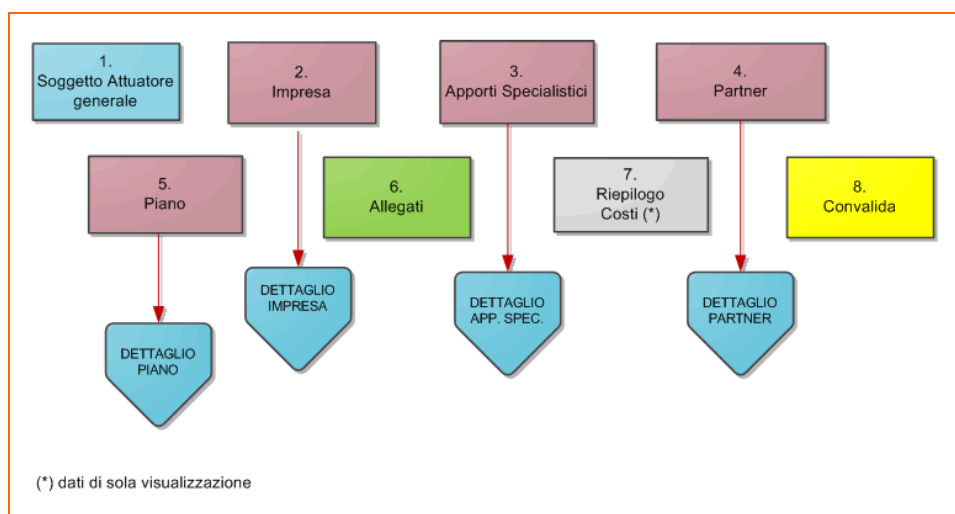 1.
Soggetto Attuatore
generale
2.
Impresa
3.
Apporti Specialistici
4.
Partner
5.
Piano
6.
Allegati
7.
Riepilogo
Costi (*)
8.
Convalida
DETTAGLIO
IMPRESA
DETTAGLIO
APP. SPEC.
DETTAGLIO
PARTNER
DETTAGLIO
PIANO
(*) dati di sola visualizzazione